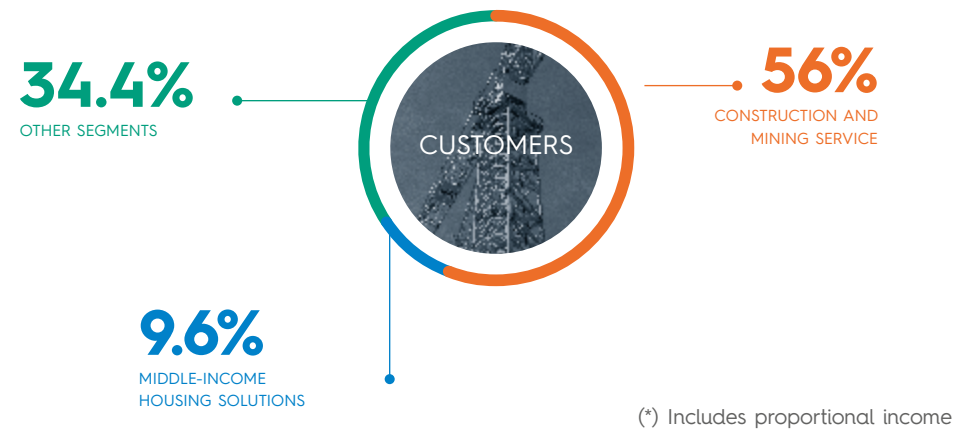 34.4%
OTHER SEGMENTS
CUSTOMERS
56%
CONSTRUCTION AND
MINING SERVICE
9.6%
MIDDLE-INCOME
HOUSING SOLUTIONS
(*) Includes proportional income